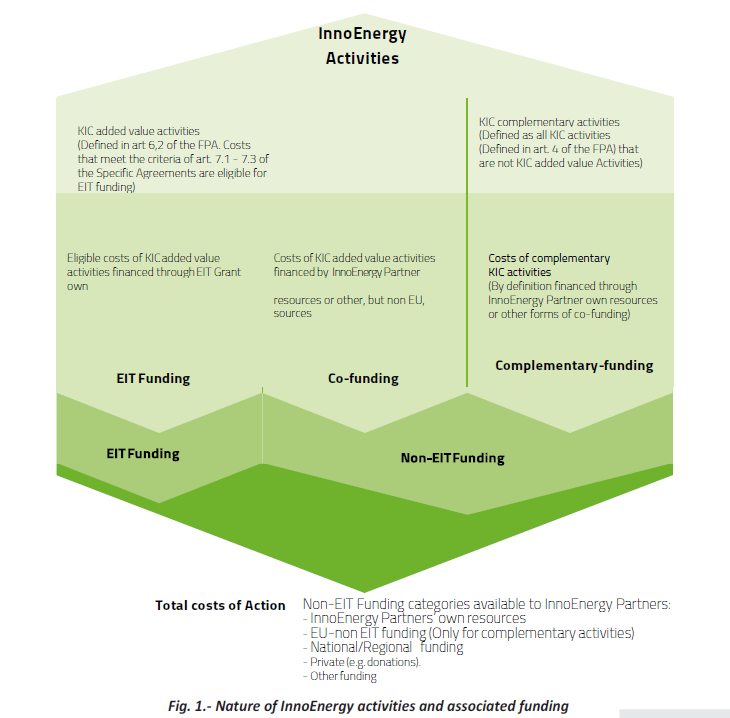 InnoEnergy
Activities
KIC added value activities
(Defined in art 6,2 of the FPA. Costs
that meet the criteria of art. 7.1 - 7.3 of
the Specific Agreements are eligible for
EIT funding)
KIC complementary activities
(Defined as all KIC activities
(Defined in art. 4 of the FPA) that
are not KIC added value Activities)
Eligible costs of KIC added value
activities financed through EIT Grant
own
Costs of KIC added value activities
financed by InnoEnergy Partner
resources or other, but non EU,
sources
Costs of complementary
KIC activities
(By definition financed through
InnoEnergy Partner own resources
or other forms of co-funding)
EIT Funding
Co-funding
Complementary-funding
EIT Funding
Non-EIT Funding
Total costs of Action
Non-EIT Funding categories available to InnoEnergy Partners:
- InnoEnergy Partners' own resources
- EU-non EIT funding (Only for complementary activities)
- National/Regional funding
- Private (e.g. donations).
- Other funding
Fig. 1.- Nature of InnoEnergy activities and associated funding